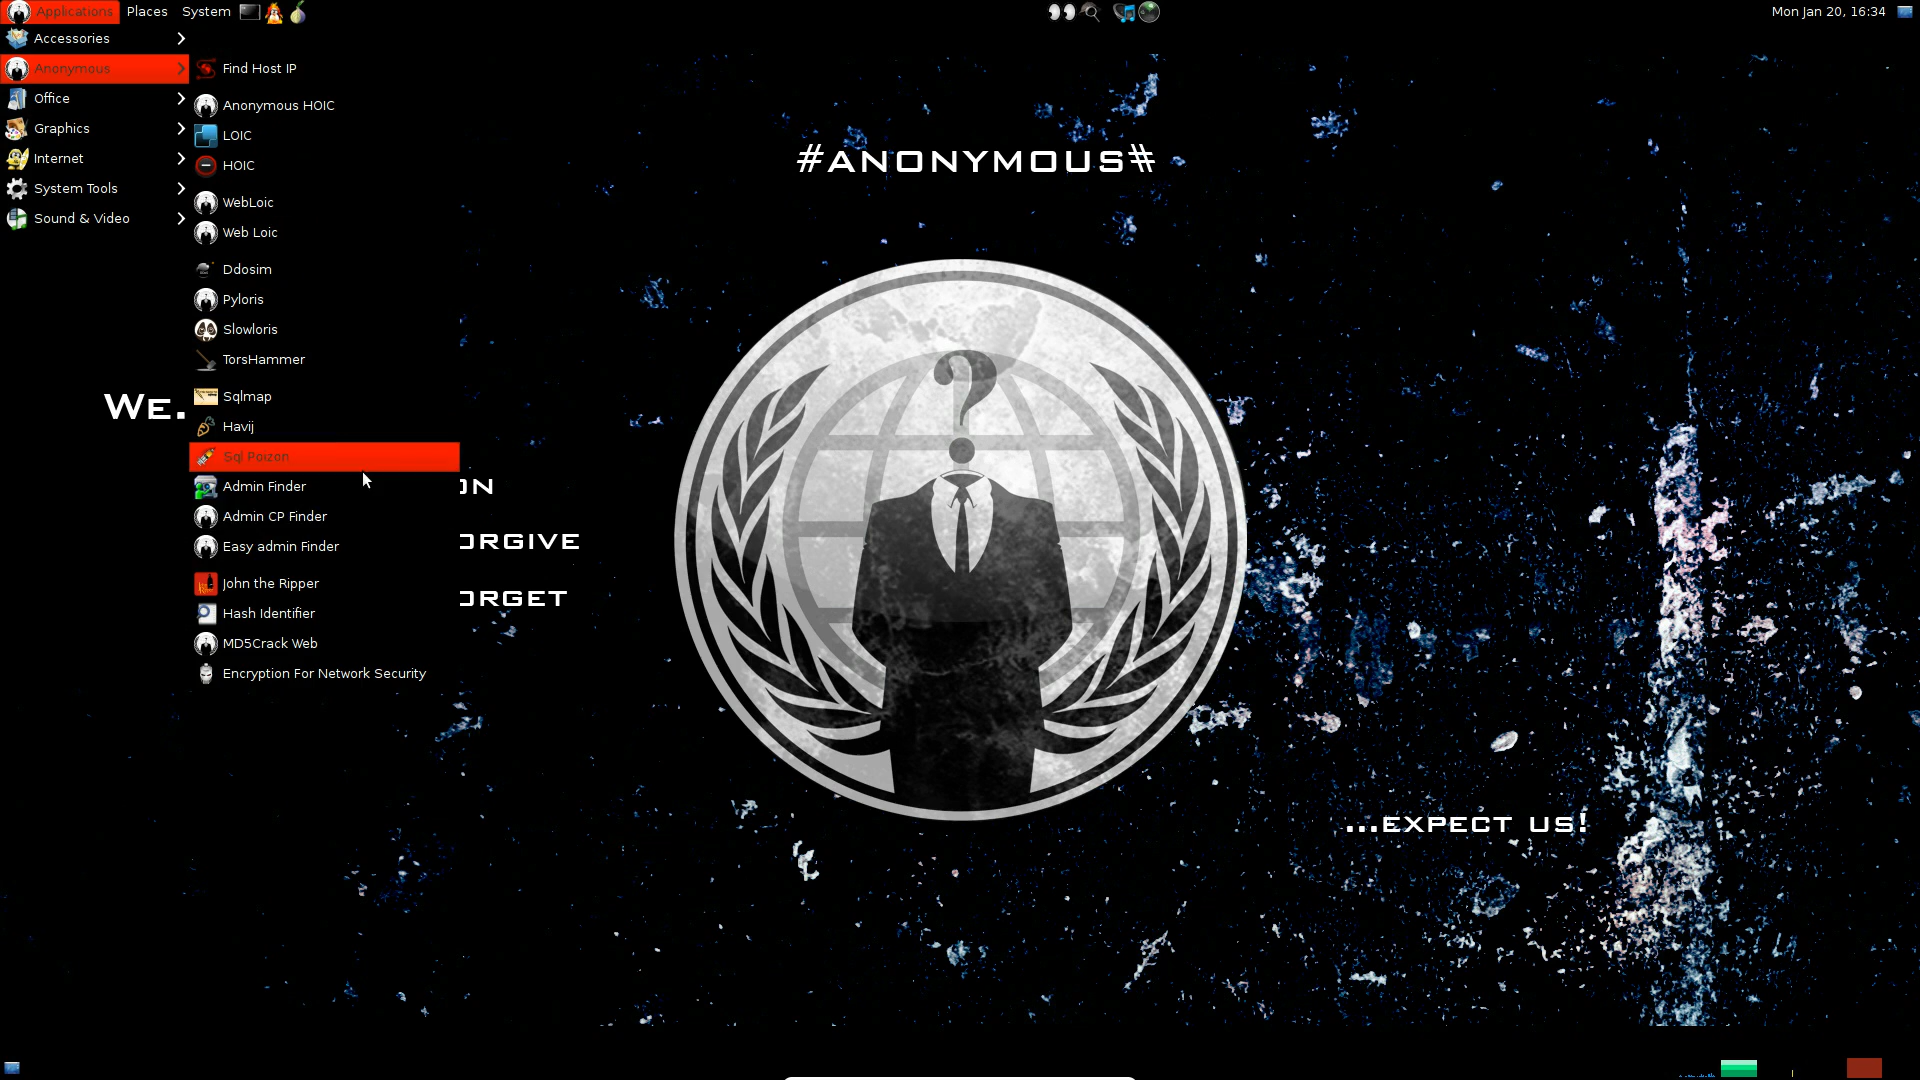 Applications Places System
Mon Jan 20, 16:34
Accessories
Anonymous
Office
Graphics
Internet
System Tools
Sound & Video
Find Host IP
Anonymous HOIC
LOIC
HOIC
WebLoic
Web Loic
Ddosim
Pyloris
Slowloris
TorsHammer
Sqlmap
Havij
Sql Poizon
Admin Finder
Admin CP Finder
Easy admin Finder
John the Ripper
Hash Identifier
MD5Crack Web
Encryption For Network Security
#ANONYMOUS#
WE.
ON
ORGIVE
ORGET
...EXPECT US!